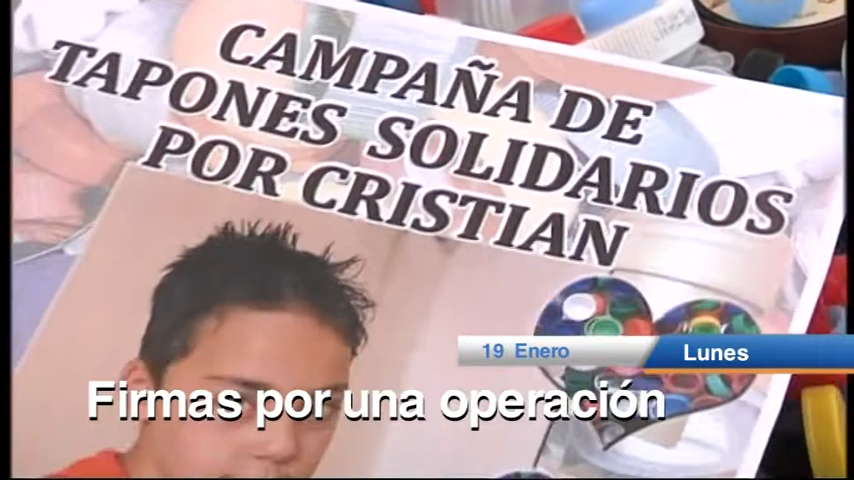 CAMPAÑA DE
TAPONES SOLIDARIOS
POR CRISTIAN
19 Enero
Lunes
Firmas por una operación